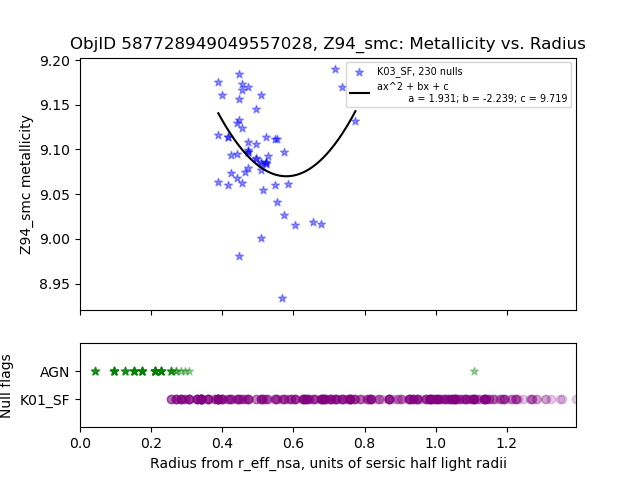 ObjID 587728949049557028, Z94_smc: Metallicity vs. Radius
9.20
9.15
9.10
9.05
9.00
8.95
Z94_smc metallicity
K03_SF, 230 nulls
ax^2 + bx + c
a = 1.931; b = -2.239; c = 9.719
AGN
K01_SF
Null flags
0.0 0.2 0.4 0.6 0.8 1.0 1.2
Radius from r_eff_nsa, units of sersic half light radii